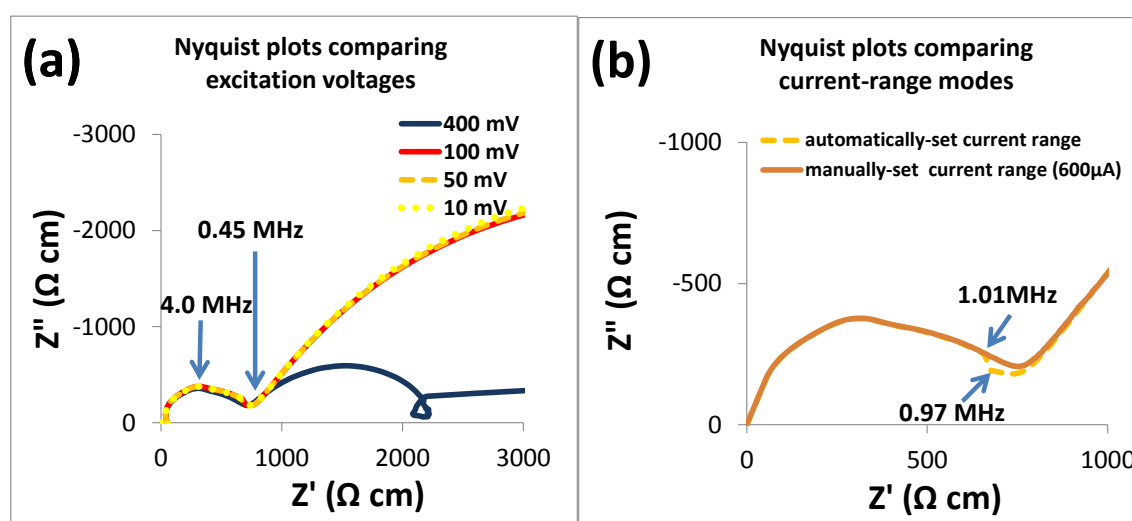 (a)
Nyquist plots comparing
excitation voltages
-3000
-2000
-1000
0
Z'' (Ω cm)
400 mV
100 mV
50 mV
10 mV
0.45 MHz
4.0 MHz
0
1000
2000
3000
Z' (Ω cm)
(b)
Nyquist plots comparing
current-range modes
-1000
-500
0
Z'' (Ω cm)
automatically-set current range
manually-set current range (600µA)
1.01MHz
0.97 MHz
0
500
1000
Z' (Ω cm)